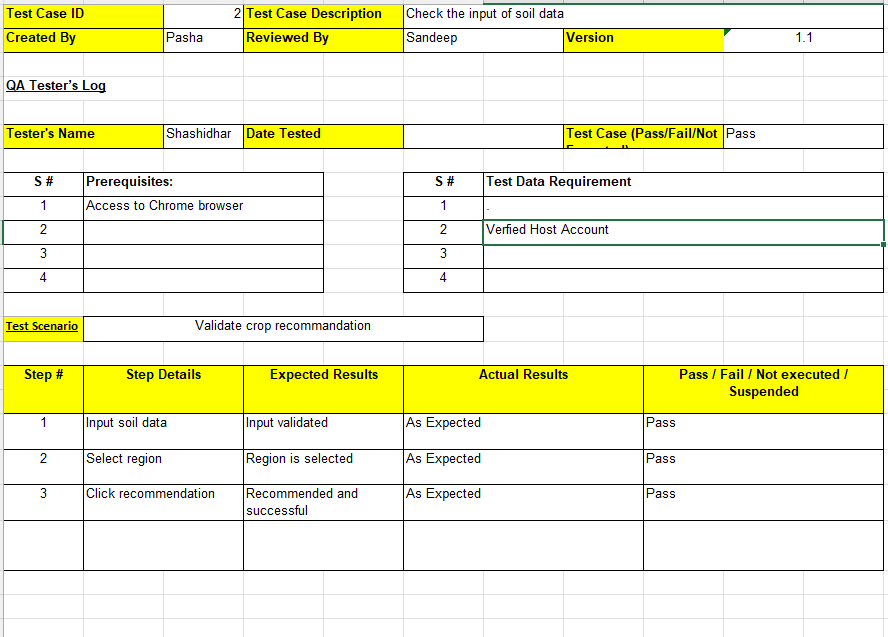 Test Case ID 2 Test Case Description Check the input of soil data
Created By Pasha Reviewed By Sandeep Version 1.1
QA Tester's Log
Tester's Name Shashidhar Date Tested Test Case (Pass/Fail/Not Pass
S # Prerequisites: S # Test Data Requirement
1 Access to Chrome browser 1 .
2 2 Verfied Host Account
3 3
4 4
Test Scenario Validate crop recommandation
Step # Step Details Expected Results Actual Results Pass / Fail / Not executed /
Suspended
1 Input soil data Input validated As Expected Pass
2 Select region Region is selected As Expected Pass
3 Click recommendation Recommended and As Expected Pass
successful